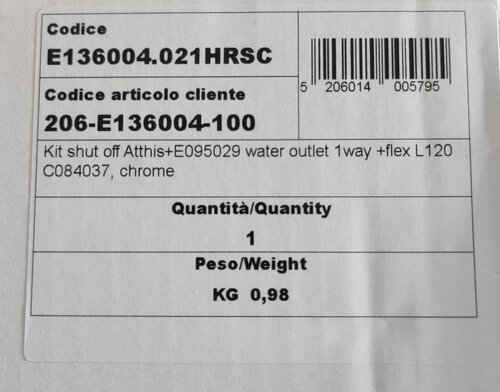 Codice
E136004.021HRSC
5 206014 005795
Codice articolo cliente
206-E136004-100
Kit shut off Atthis+E095029 water outlet 1way +flex L120
C084037, chrome
Quantità/Quantity
1
Peso/Weight
KG 0,98